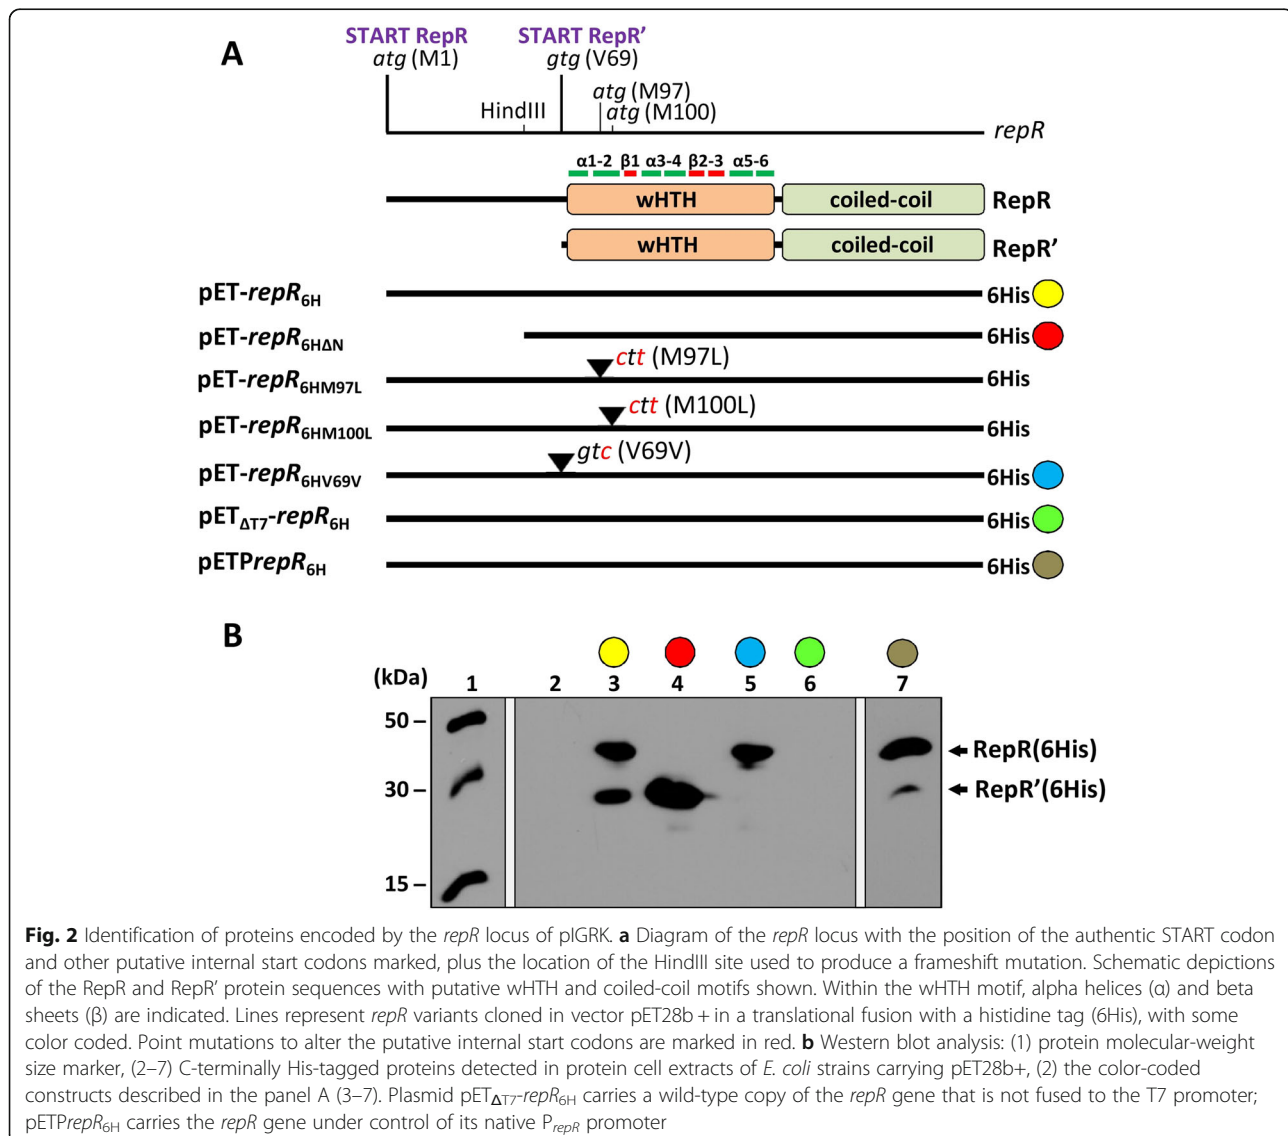 A
START RepR START RepR’
atg (M1) gtg (V69)
atg (M97)
HindIII atg (M100)
repR
α1-2 β1 α3-4 β2-3 α5-6
wHTH coiled-coil RepR
wHTH coiled-coil RepR’
pET-repR6H 6His
pET-repR6HΔN 6His
ctt (M97L)
pET-repR6HM97L 6His
ctt (M100L)
pET-repR6HM100L 6His
gtc (V69V)
pET-repR6HV69V 6His
pETΔT7-repR6H 6His
pETPrepR6H 6His
B
(kDa) 1 2 3 4 5 6 7
50 –
RepR(6His)
30 –
RepR’(6His)
15 –
Fig. 2 Identification of proteins encoded by the repR locus of pIGRK. a Diagram of the repR locus with the position of the authentic START codon
and other putative internal start codons marked, plus the location of the HindIII site used to produce a frameshift mutation. Schematic depictions
of the RepR and RepR’ protein sequences with putative wHTH and coiled-coil motifs shown. Within the wHTH motif, alpha helices (α) and beta
sheets (β) are indicated. Lines represent repR variants cloned in vector pET28b + in a translational fusion with a histidine tag (6His), with some
color coded. Point mutations to alter the putative internal start codons are marked in red. b Western blot analysis: (1) protein molecular-weight
size marker, (2–7) C-terminally His-tagged proteins detected in protein cell extracts of E. coli strains carrying pET28b+, (2) the color-coded
constructs described in the panel A (3–7). Plasmid pETΔT7-repR6H carries a wild-type copy of the repR gene that is not fused to the T7 promoter;
pETPrepR6H carries the repR gene under control of its native PrepR promoter